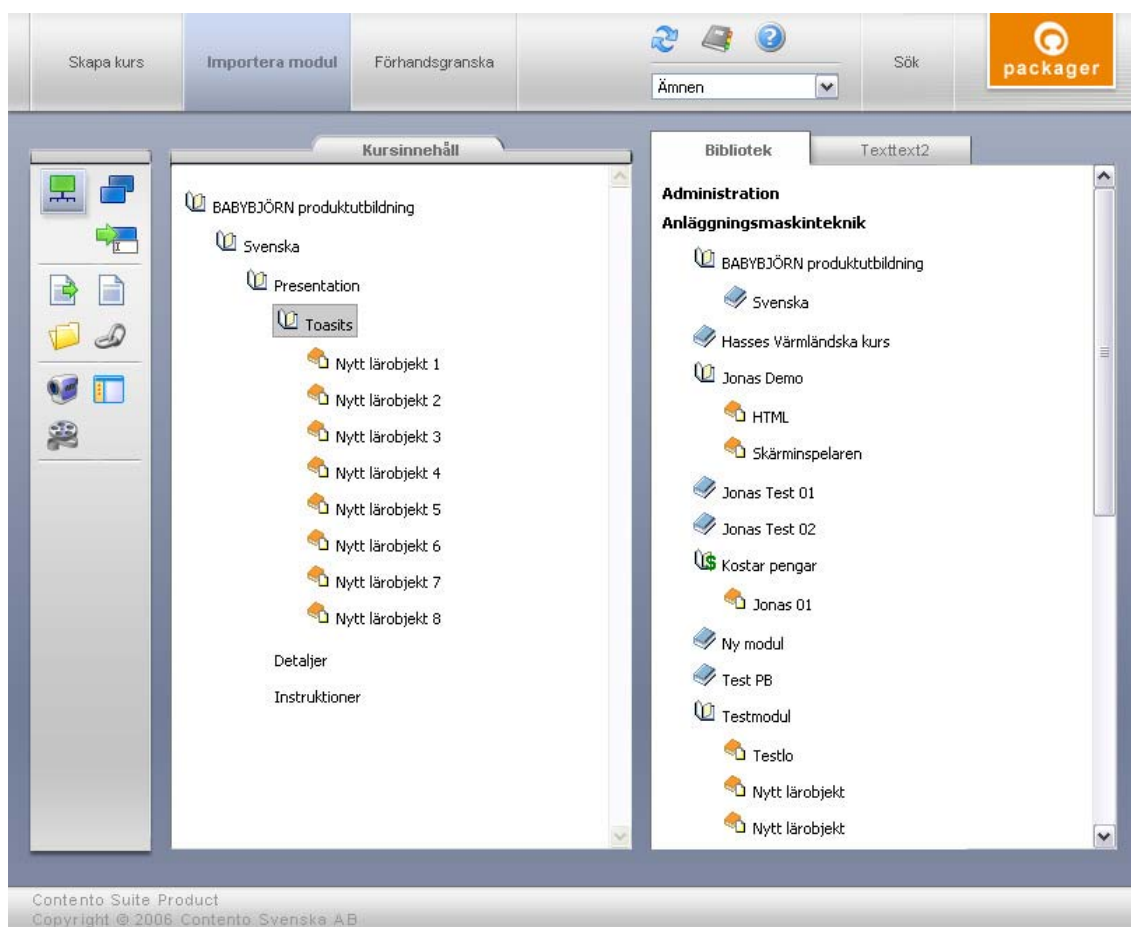 Skapa kurs
Importera modul
Förhandsgranska
Ämnen
Sök
packager
Kursinnehåll
BABYBJÖRN produktutbildning
Svenska
Presentation
Toasits
Nytt lärobjekt 1
Nytt lärobjekt 2
Nytt lärobjekt 3
Nytt lärobjekt 4
Nytt lärobjekt 5
Nytt lärobjekt 6
Nytt lärobjekt 7
Nytt lärobjekt 8
Detaljer
Instruktioner
Bibliotek
Texttext2
Administration
Anläggningsmaskinteknik
BABYBJÖRN produktutbildning
Svenska
Hasses Värmländska kurs
Jonas Demo
HTML
Skärminspelaren
Jonas Test 01
Jonas Test 02
Kostar pengar
Jonas 01
Ny modul
Test PB
Testmodul
Testlo
Nytt lärobjekt
Nytt lärobjekt
Contento Suite Product
Copyright © 2006 Contento Svenska AB